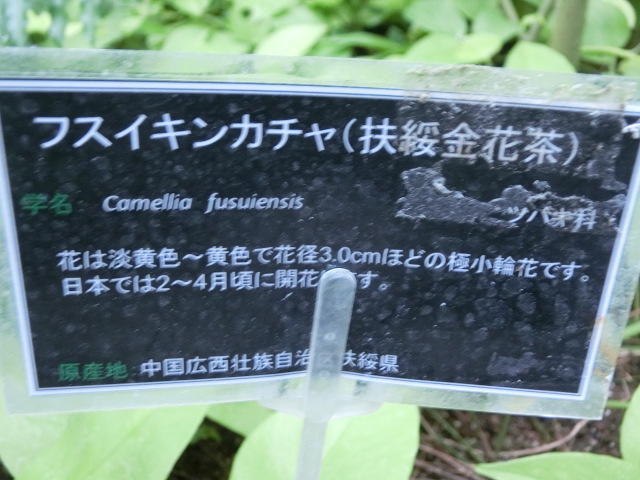 フスイキンカチャ(扶綏金花茶)
学名: Camellia fusuiensis
ツバキ科
花は淡黄色～黄色で花径3.0cmほどの極小輪花です。
日本では2～4月頃に開花 です。
原産地: 中国広西壮族自治区扶綏県